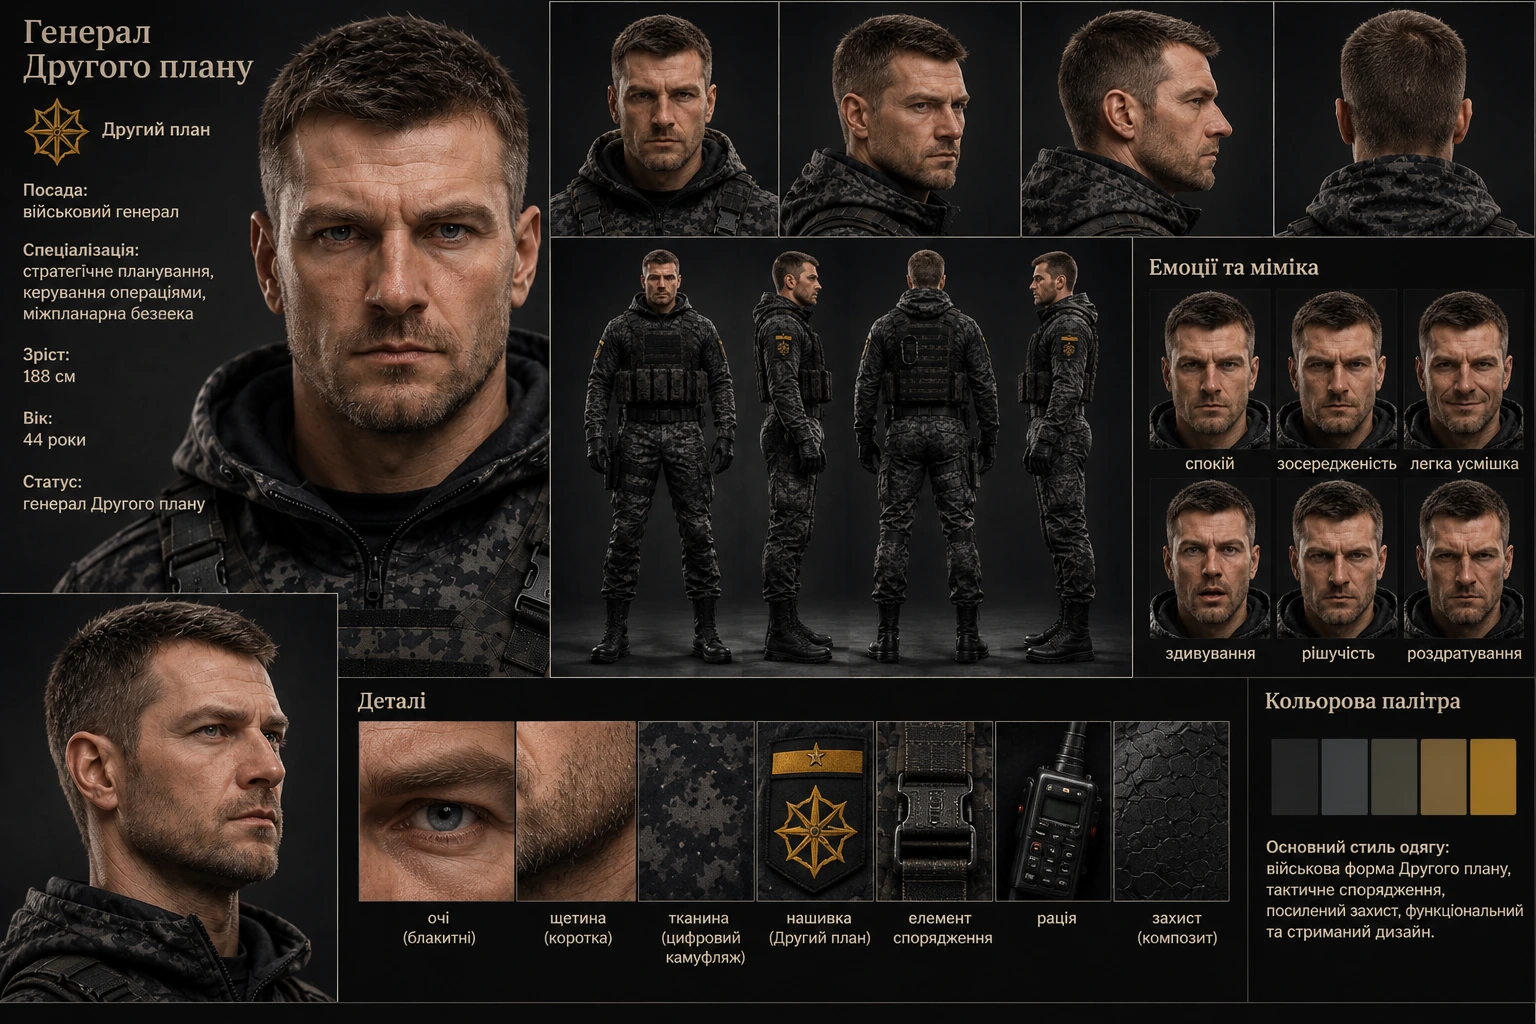 Генерал
Другого плану
Другий план
Посада:
військовий генерал
Спеціалізація:
стратегічне планування,
керування операціями,
міжпланарна безпека
Зріст:
188 см
Вік:
44 роки
Статус:
генерал Другого плану
Емоції та міміка
спокій
зосередженість
легка усмішка
здивування
рішучість
роздратування
Деталі
очі
(блакитні)
щетина
(коротка)
тканина
(цифровий
камуфляж)
нашивка
(Другий план)
елемент
спорядження
рація
захист
(композит)
Кольорова палітра
Основний стиль одягу:
військова форма Другого плану,
тактичне спорядження,
посилений захист, функціональний
та стриманий дизайн.